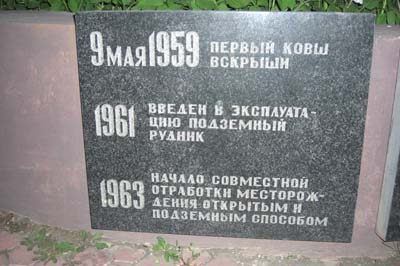 9 МАЯ 1959 ПЕРВЫЙ КОВШ
ВСКРЫШИ
1961 ВВЕДЕН В ЭКСПЛУАТА-
ЦИЮ ПОДЗЕМНЫЙ
РУДНИК
1963 НАЧАЛО СОВМЕСТНОЙ
ОТРАБОТКИ МЕСТОРОЖ-
ДЕНИЯ ОТКРЫТЫМ И
ПОДЗЕМНЫМ СПОСОБОМ